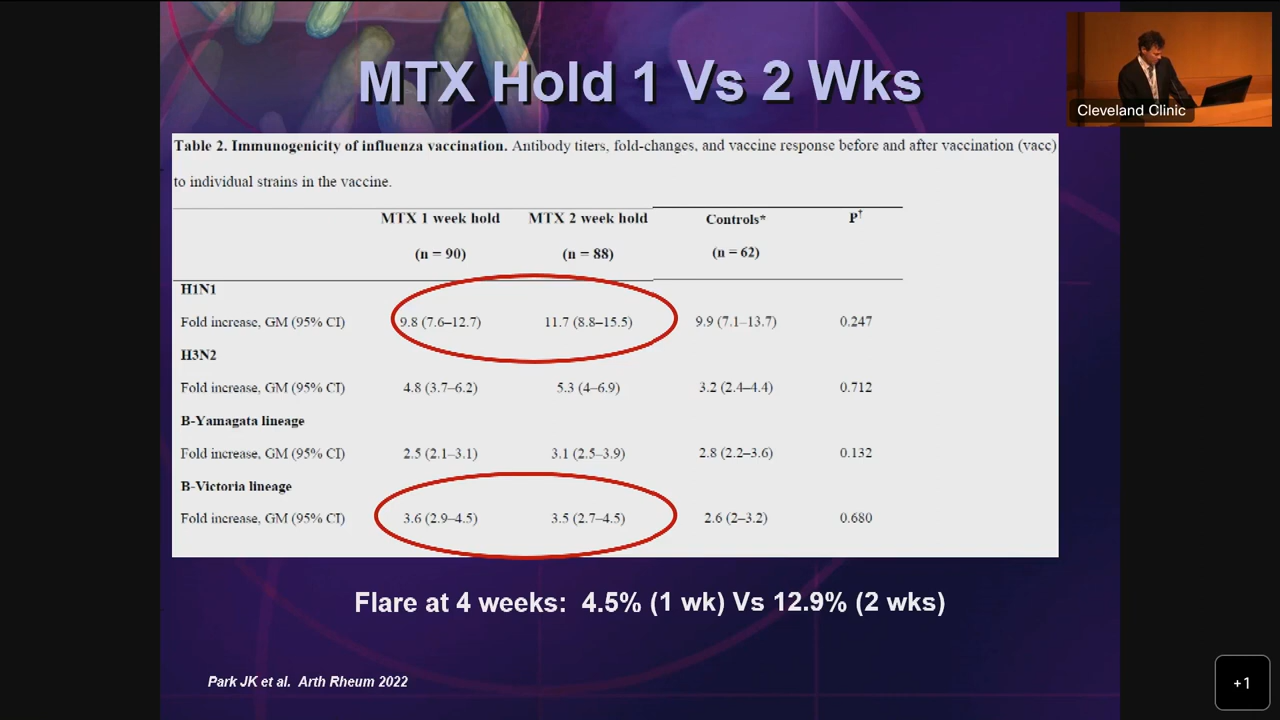 MTX Hold 1 Vs 2 Wks
Cleveland Clinic
Table 2. Immunogenicity of influenza vaccination. Antibody titers, fold-changes, and vaccine response before and after vaccination (vacc)
to individual strains in the vaccine.
MTX 1 week hold MTX 2 week hold Controls* P†
(n = 90) (n = 88) (n = 62)
H1N1
Fold increase, GM (95% CI) 9.8 (7.6–12.7) 11.7 (8.8–15.5) 9.9 (7.1–13.7) 0.247
H3N2
Fold increase, GM (95% CI) 4.8 (3.7–6.2) 5.3 (4–6.9) 3.2 (2.4–4.4) 0.712
B-Yamagata lineage
Fold increase, GM (95% CI) 2.5 (2.1–3.1) 3.1 (2.5–3.9) 2.8 (2.2–3.6) 0.132
B-Victoria lineage
Fold increase, GM (95% CI) 3.6 (2.9–4.5) 3.5 (2.7–4.5) 2.6 (2–3.2) 0.680
Flare at 4 weeks: 4.5% (1 wk) Vs 12.9% (2 wks)
Park JK et al. Arth Rheum 2022
+1